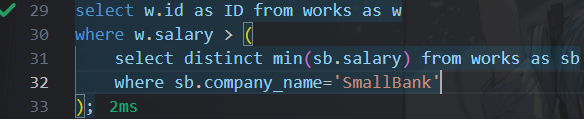 29 select w.id as ID from works as w
30 where w.salary > (
31 select distinct min(sb.salary) from works as sb
32 where sb.company_name='SmallBank'
33 ); 2ms